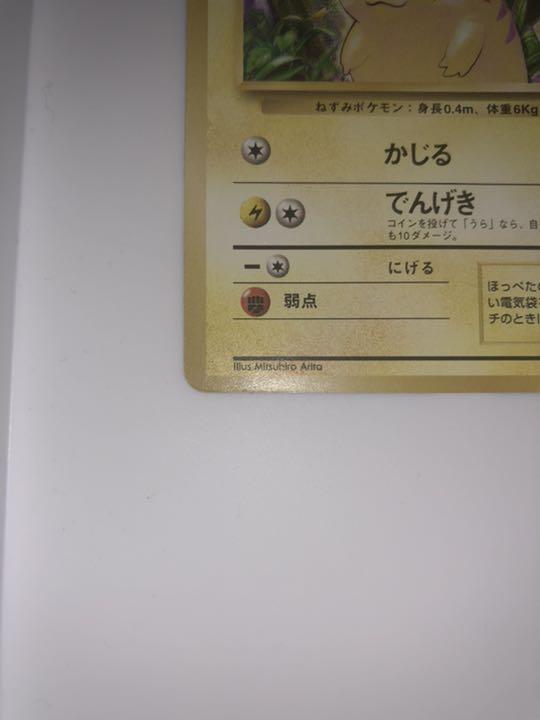 ねずみポケモン：身長0.4m、体重6Kg
かじる
でんげき
コインを投げて「うら」なら、自
も10ダメージ。
にげる
ほっぺたの
弱点
い電気袋
チのときに
Illus Mitsuhiro Arita